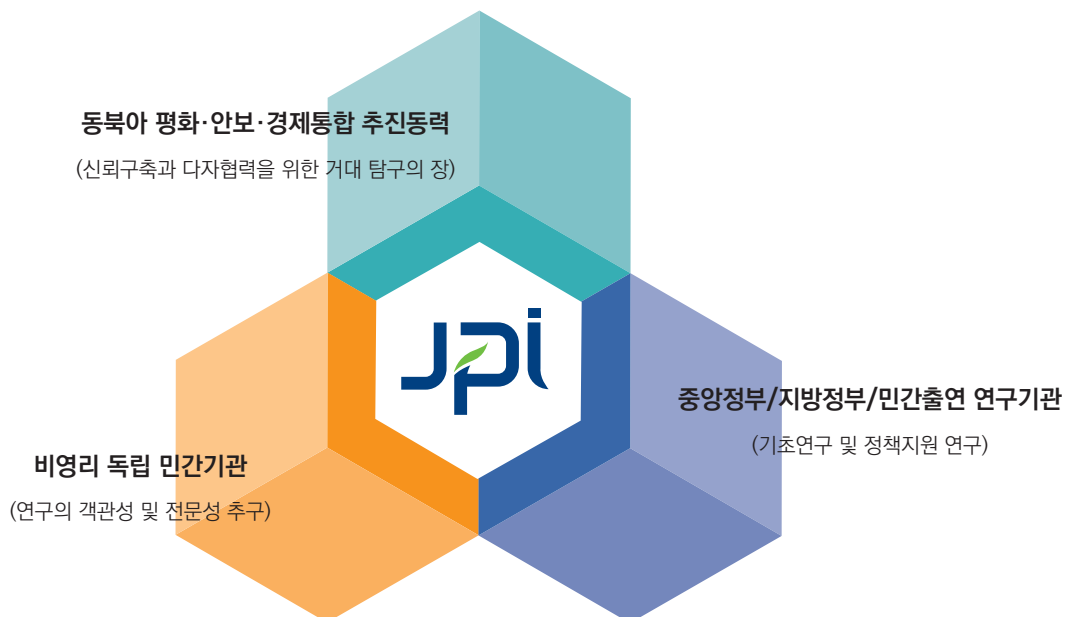 동북아 평화·안보·경제통합 추진동력
(신뢰구축과 다자협력을 위한 거대 탐구의 장)
JPI
중앙정부/지방정부/민간출연 연구기관
(기초연구 및 정책지원 연구)
비영리 독립 민간기관
(연구의 객관성 및 전문성 추구)